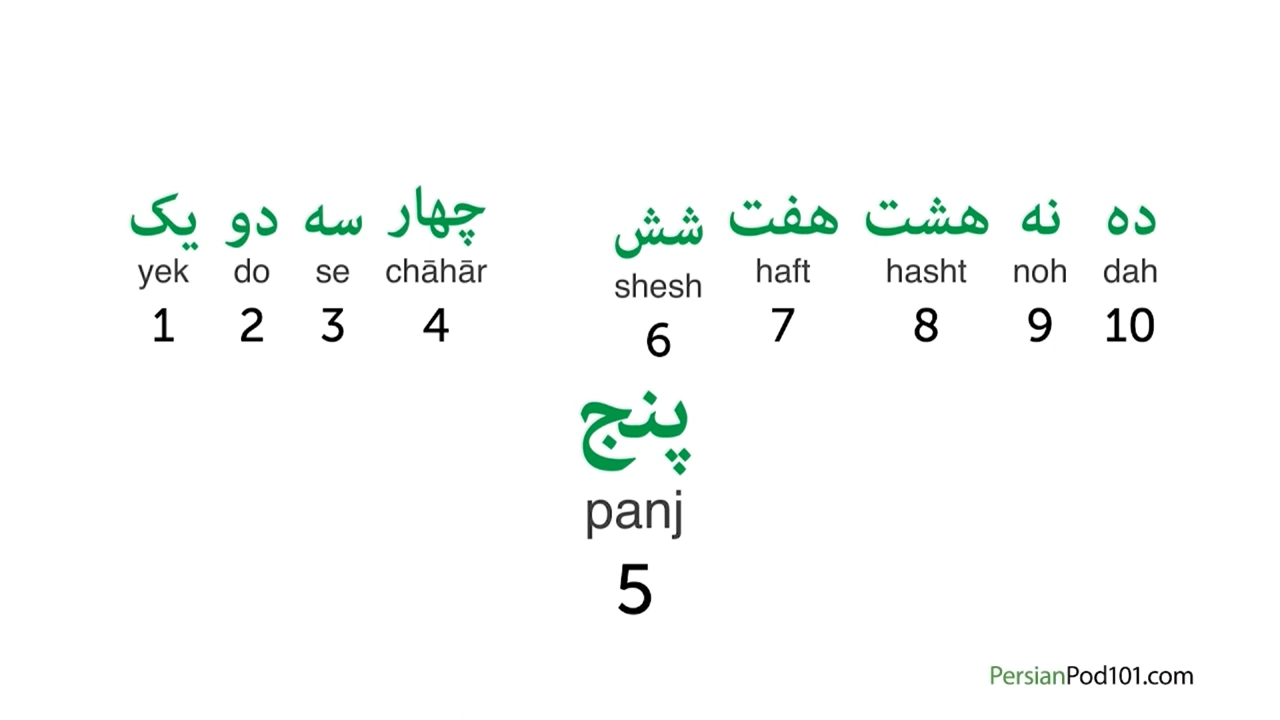 یک دو سه چهار شش هفت هشت نه ده
yek do se chāhār shesh haft hasht noh dah
1 2 3 4 6 7 8 9 10
پنج
panj
5
PersianPod101.com